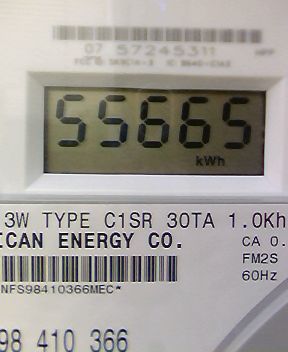 07 57245311
55665
kWh
3W TYPE C1SR 30TA 1.0Kh
ICAN ENERGY CO.
CA 0.
FM2S
60Hz
NFS98410366MEC*
98 410 366